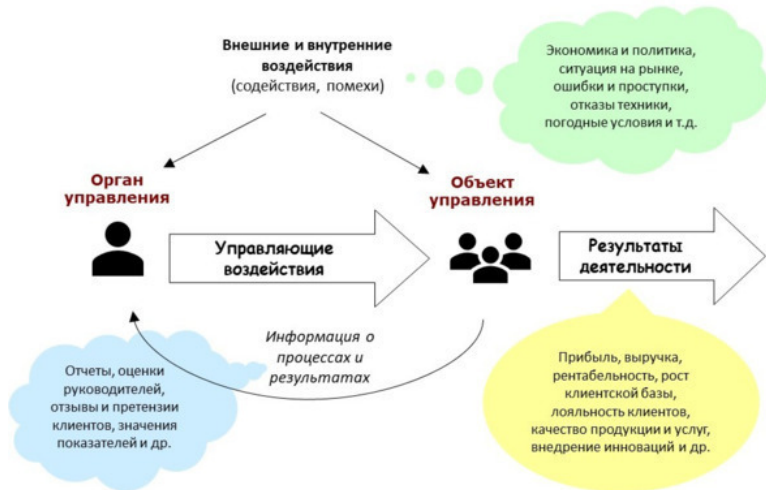 Внешние и внутренние
воздействия
(содействия, помехи)
Экономика и политика,
ситуация на рынке,
ошибки и проступки,
отказы техники,
погодные условия и т.д.
Орган
управления
Объект
управления
Управляющие
воздействия
Результаты
деятельности
Информация о
процессах и
результатах
Отчеты, оценки
руководителей,
отзывы и претензии
клиентов, значения
показателей и др.
Прибыль, выручка,
рентабельность, рост
клиентской базы,
лояльность клиентов,
качество продукции и услуг,
внедрение инноваций и др.